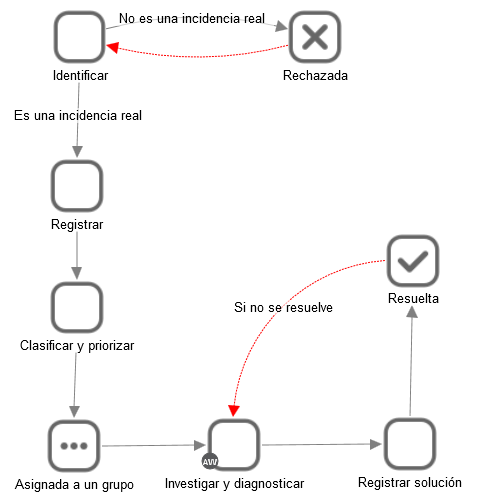 No es una incidencia real
Identificar
Rechazada
Es una incidencia real
Registrar
Resuelta
Si no se resuelve
Clasificar y priorizar
AW
Asignada a un grupo
Investigar y diagnosticar
Registrar solución